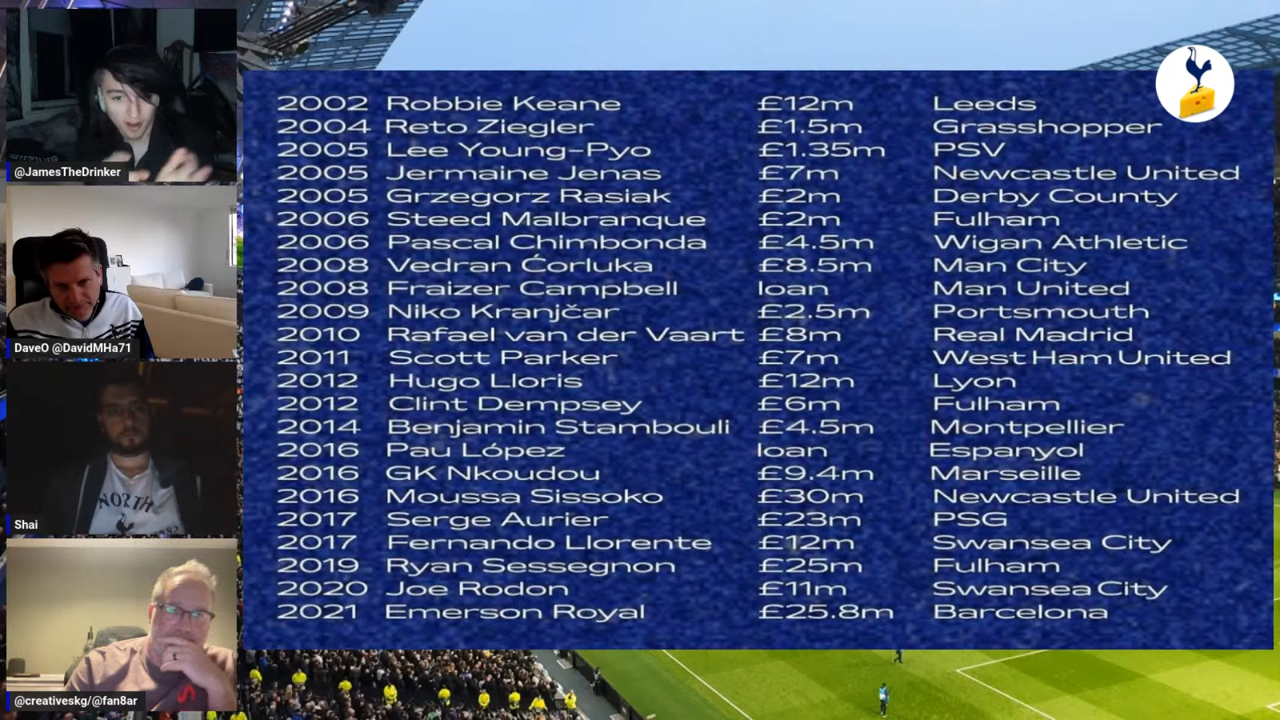 @JamesTheDrinker
DaveO @DavidMHa71
NORTH
Shai
@creativeskg/@fan8ar
2002 Robbie Keane £12m Leeds
2004 Reto Ziegler £1.5m Grasshopper
2005 Lee Young-Pyo £1.35m PSV
2005 Jermaine Jenas £7m Newcastle United
2005 Grzegorz Rasiak £2m Derby County
2006 Steed Malbranque £2m Fulham
2006 Pascal Chimbonda £4.5m Wigan Athletic
2008 Vedran Ćorluka £8.5m Man City
2008 Fraizer Campbell loan Man United
2009 Niko Kranjčar £2.5m Portsmouth
2010 Rafael van der Vaart £8m Real Madrid
2011 Scott Parker £7m West Ham United
2012 Hugo Lloris £12m Lyon
2012 Clint Dempsey £6m Fulham
2014 Benjamin Stambouli £4.5m Montpellier
2016 Pau López loan Espanyol
2016 GK Nkoudou £9.4m Marseille
2016 Moussa Sissoko £30m Newcastle United
2017 Serge Aurier £23m PSG
2017 Fernando Llorente £12m Swansea City
2019 Ryan Sessegnon £25m Fulham
2020 Joe Rodon £11m Swansea City
2021 Emerson Royal £25.8m Barcelona